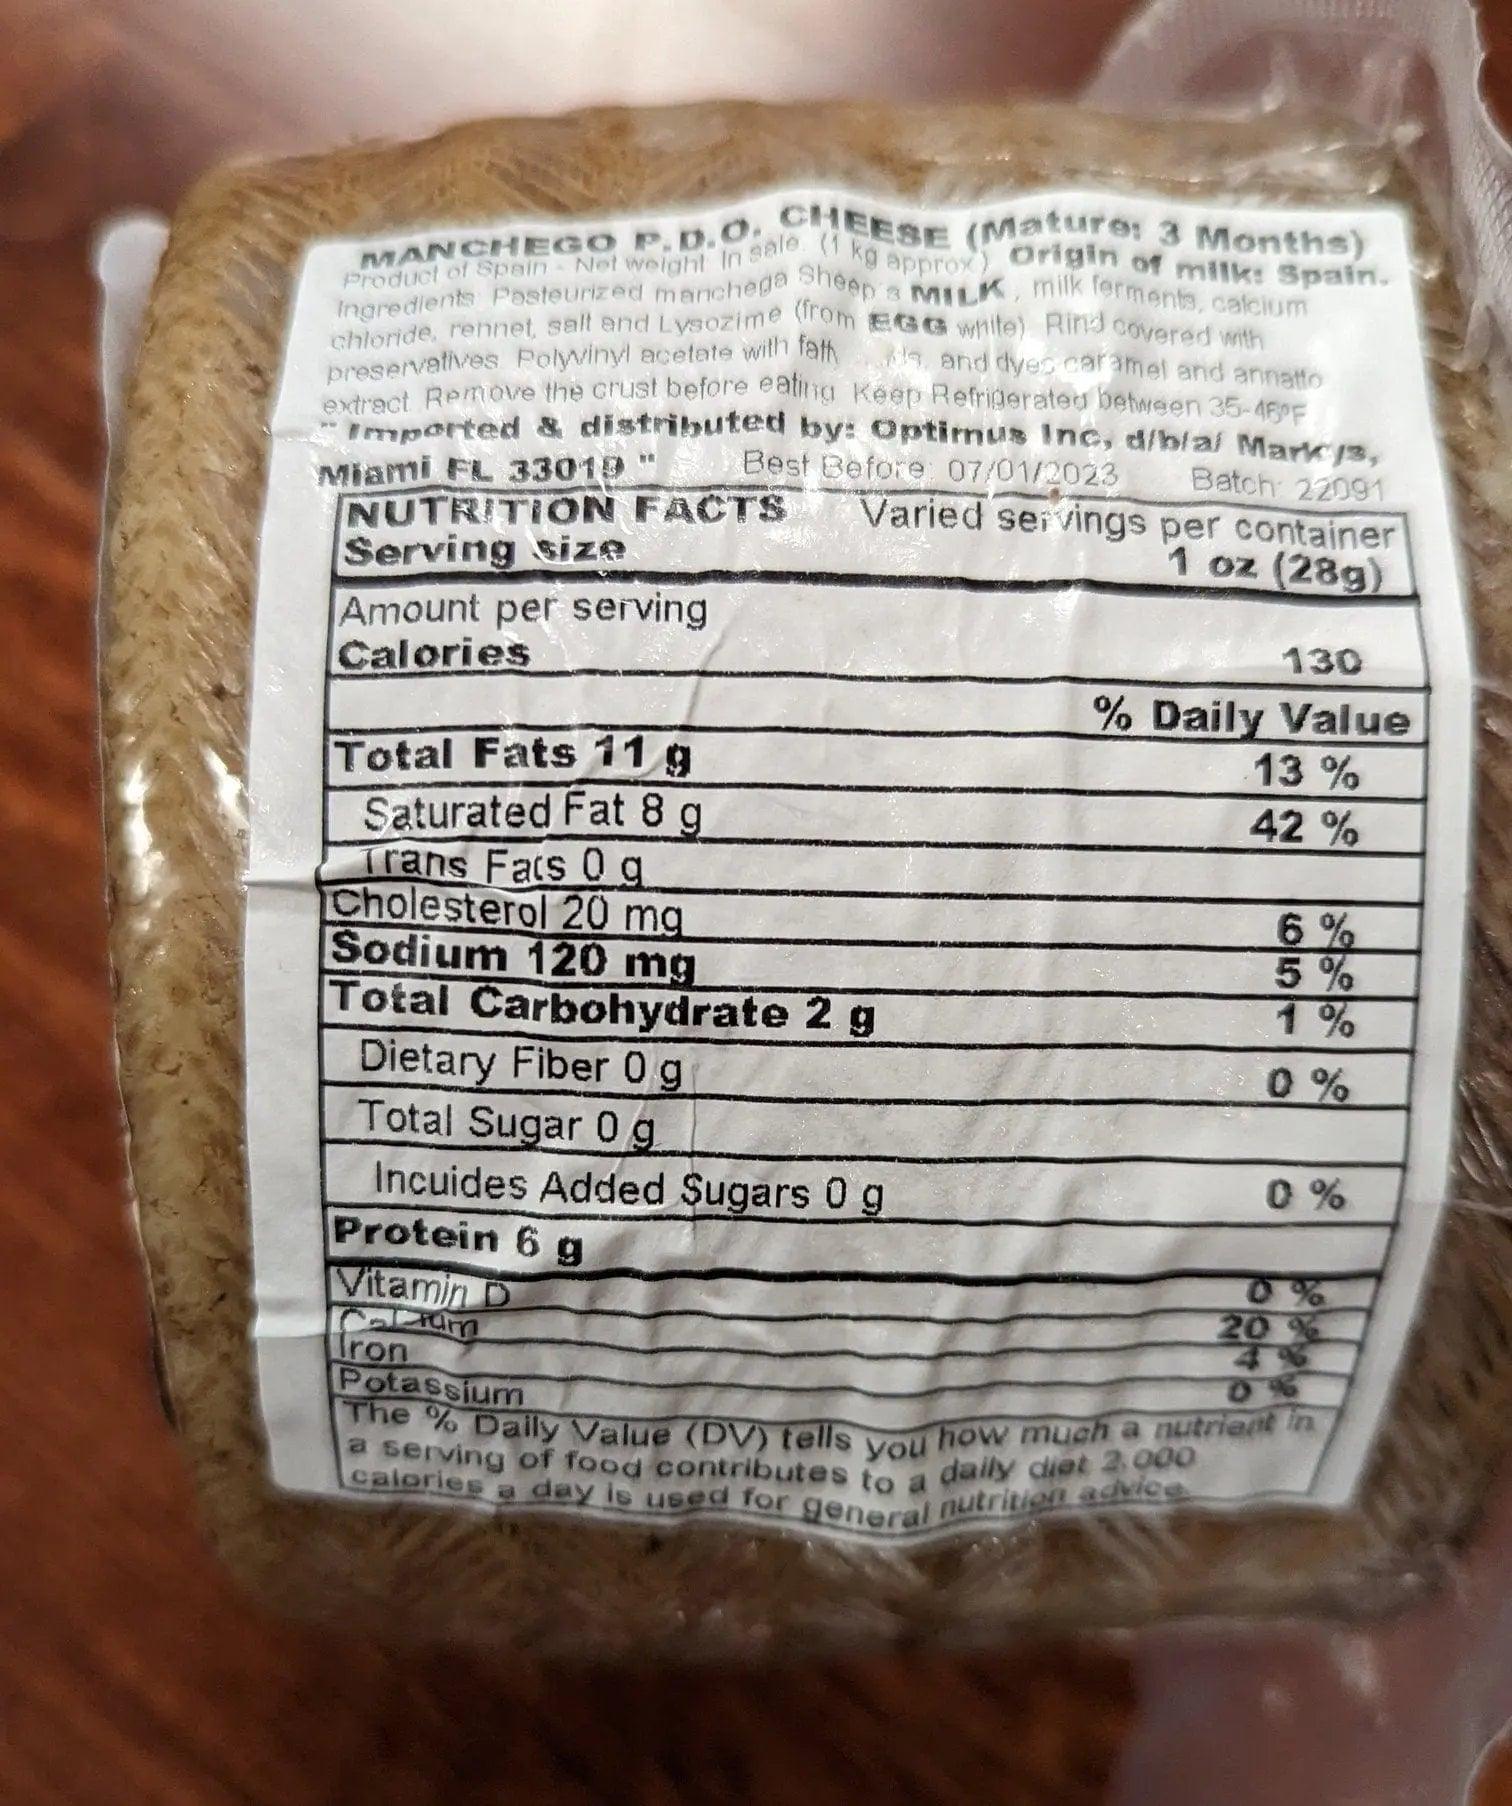 MANCHEGO P.D.O. CHEESE (Mature: 3 Months)
Product of Spain - Net weight In sale. (1 kg approx) Origin of milk: Spain.
Ingredients: Pasteurized manchega Sheep s MILK, milk ferments, calcium
chloride, rennet, salt and Lysozime (from EGG white) Rind covered with
preservatives Polyvinyl acetate with and dyes caramel and annatto
extract. Remove the crust before eating Keep Refrigerated between 35-46ºF
"Imported & distributed by: Optimus Inc, d/b/a/
Miami FL 33019 " Best Before: 07/01/2023 Batch: 22091
NUTRITION FACTS Varied servings per container
Serving size 1 oz (28g)
Amount per serving
Calories 130
% Daily Value
Total Fats 11 g 13 %
Saturated Fat 8 g 42 %
Trans Fats 0 g
Cholesterol 20 mg 6 %
Sodium 120 mg 5 %
Total Carbohydrate 2 g 1 %
Dietary Fiber 0 g 0 %
Total Sugar 0 g
Incuides Added Sugars 0 g 0 %
Protein 6 g
Vitamin D 0 %
Calcium 20 %
Iron 4 %
Potassium 0 %
The % Daily Value (DV) tells you how much a nutrient in
a serving of food contributes to a daily diet 2.000
calories a day is used for general nutrition advice